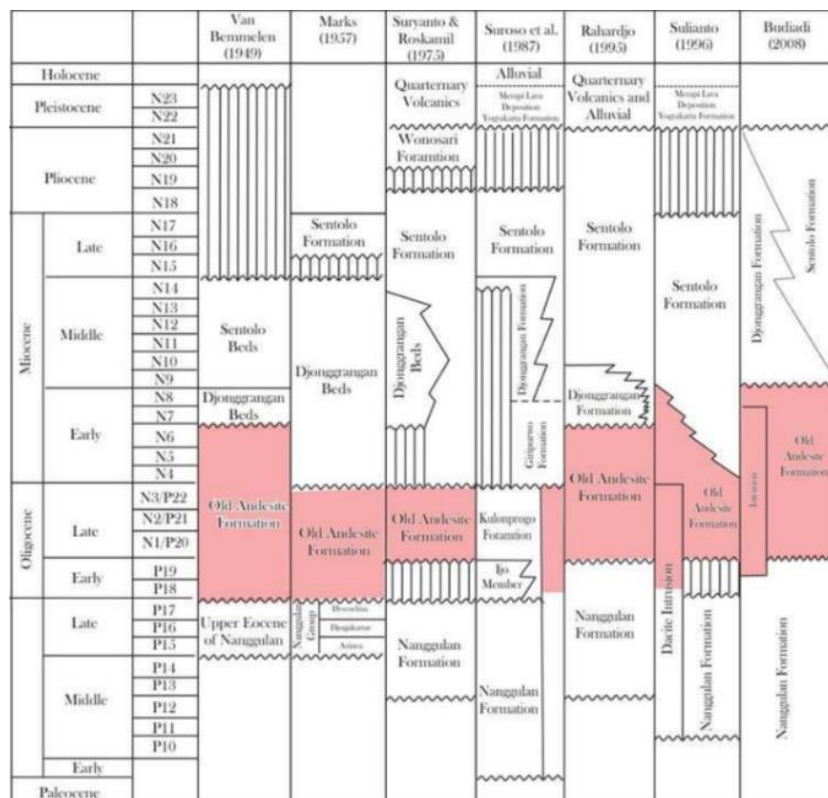 Van
Bemmelen
(1949)
Marks
(1957)
Suryanto &
Roskamil
(1975)
Suroso et al.
(1987)
Rahardjo
(1995)
Sulianto
(1996)
Budiadi
(2008)
Holocene
Pleistocene
N23
N22
Pliocene
N21
N20
N19
N18
Miocene
Late
N17
N16
N15
Middle
N14
N13
N12
N11
N10
N9
Early
N8
N7
N6
N5
N4
Oligocene
Late
N3/P22
N2/P21
N1/P20
Early
P19
P18
Late
P17
P16
P15
Middle
P14
P13
P12
P11
P10
Early
Paleocene
Sentolo
Beds
Djonggrangan
Beds
Old Andesite
Formation
Upper Eocene
of Nanggulan
Sentolo
Formation
Djonggrangan
Beds
Old Andesite
Formation
Nanggulan
Group
Djogjakartae
Axinea
Quarternary
Volcanics
Wonosari
Foramtion
Sentolo
Formation
Djonggrangan
Beds
Old Andesite
Formation
Nanggulan
Formation
Alluvial
Merapi Lava
Deposition
Yogyakarta Formation
Sentolo
Formation
Djonggrangan Formation
Giripurwo
Formation
Kulonprogo
Foramtion
Ijo
Member
Nanggulan
Formation
Quarternary
Volcanics and
Alluvial
Sentolo
Formation
Djonggrangan
Formation
Old Andesite
Formation
Nanggulan
Formation
Merapi Lava
Deposition
Yogyakarta Formation
Sentolo
Formation
Old
Andesite
Formation
Dacite Intrusion
Nanggulan Formation
Djonggrangan Formation
Sentolo Formation
Intrusion
Old
Andesite
Formation
Nanggulan Formation